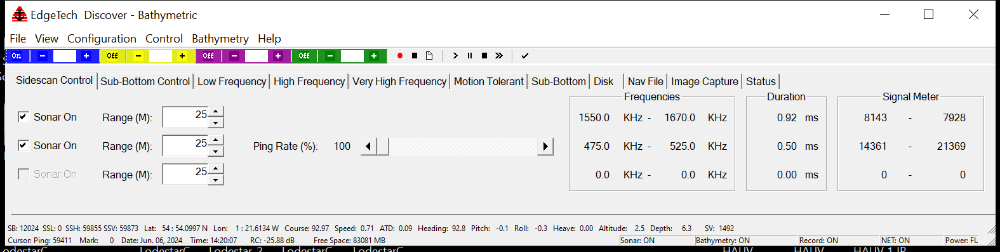 EdgeTech Discover - Bathymetric
File View Configuration Control Bathymetry Help
On - + Off - + Off - + Off - +
Sidescan Control Sub-Bottom Control Low Frequency High Frequency Very High Frequency Motion Tolerant Sub-Bottom Disk Nav File Image Capture Status
Frequencies Duration Signal Meter
Sonar On Range (M): 25 1550.0 KHz - 1670.0 KHz 0.92 ms 8143 - 7928
Sonar On Range (M): 25 Ping Rate (%): 100 475.0 KHz - 525.0 KHz 0.50 ms 14361 - 21369
Sonar On Range (M): 25 0.0 KHz - 0.0 KHz 0.00 ms 0 - 0
SB: 12024 SSL: 0 SSH: 59855 SSV: 59873 Lat: 54 : 54.0997 N Lon: 1 : 21.6134 W Course: 92.97 Speed: 0.71 ATD: 0.09 Heading: 92.8 Pitch: -0.1 Roll: -0.3 Heave: 0.00 Altitude: 2.5 Depth: 6.3 SV: 1492
Cursor: Ping: 59411 Mark: 0 Date: Jun. 06, 2024 Time: 14:20:07 RC: -25.88 dB Free Space: 83081 MB Sonar: ON Bathymetry: ON Record: ON NET: ON Power: FU